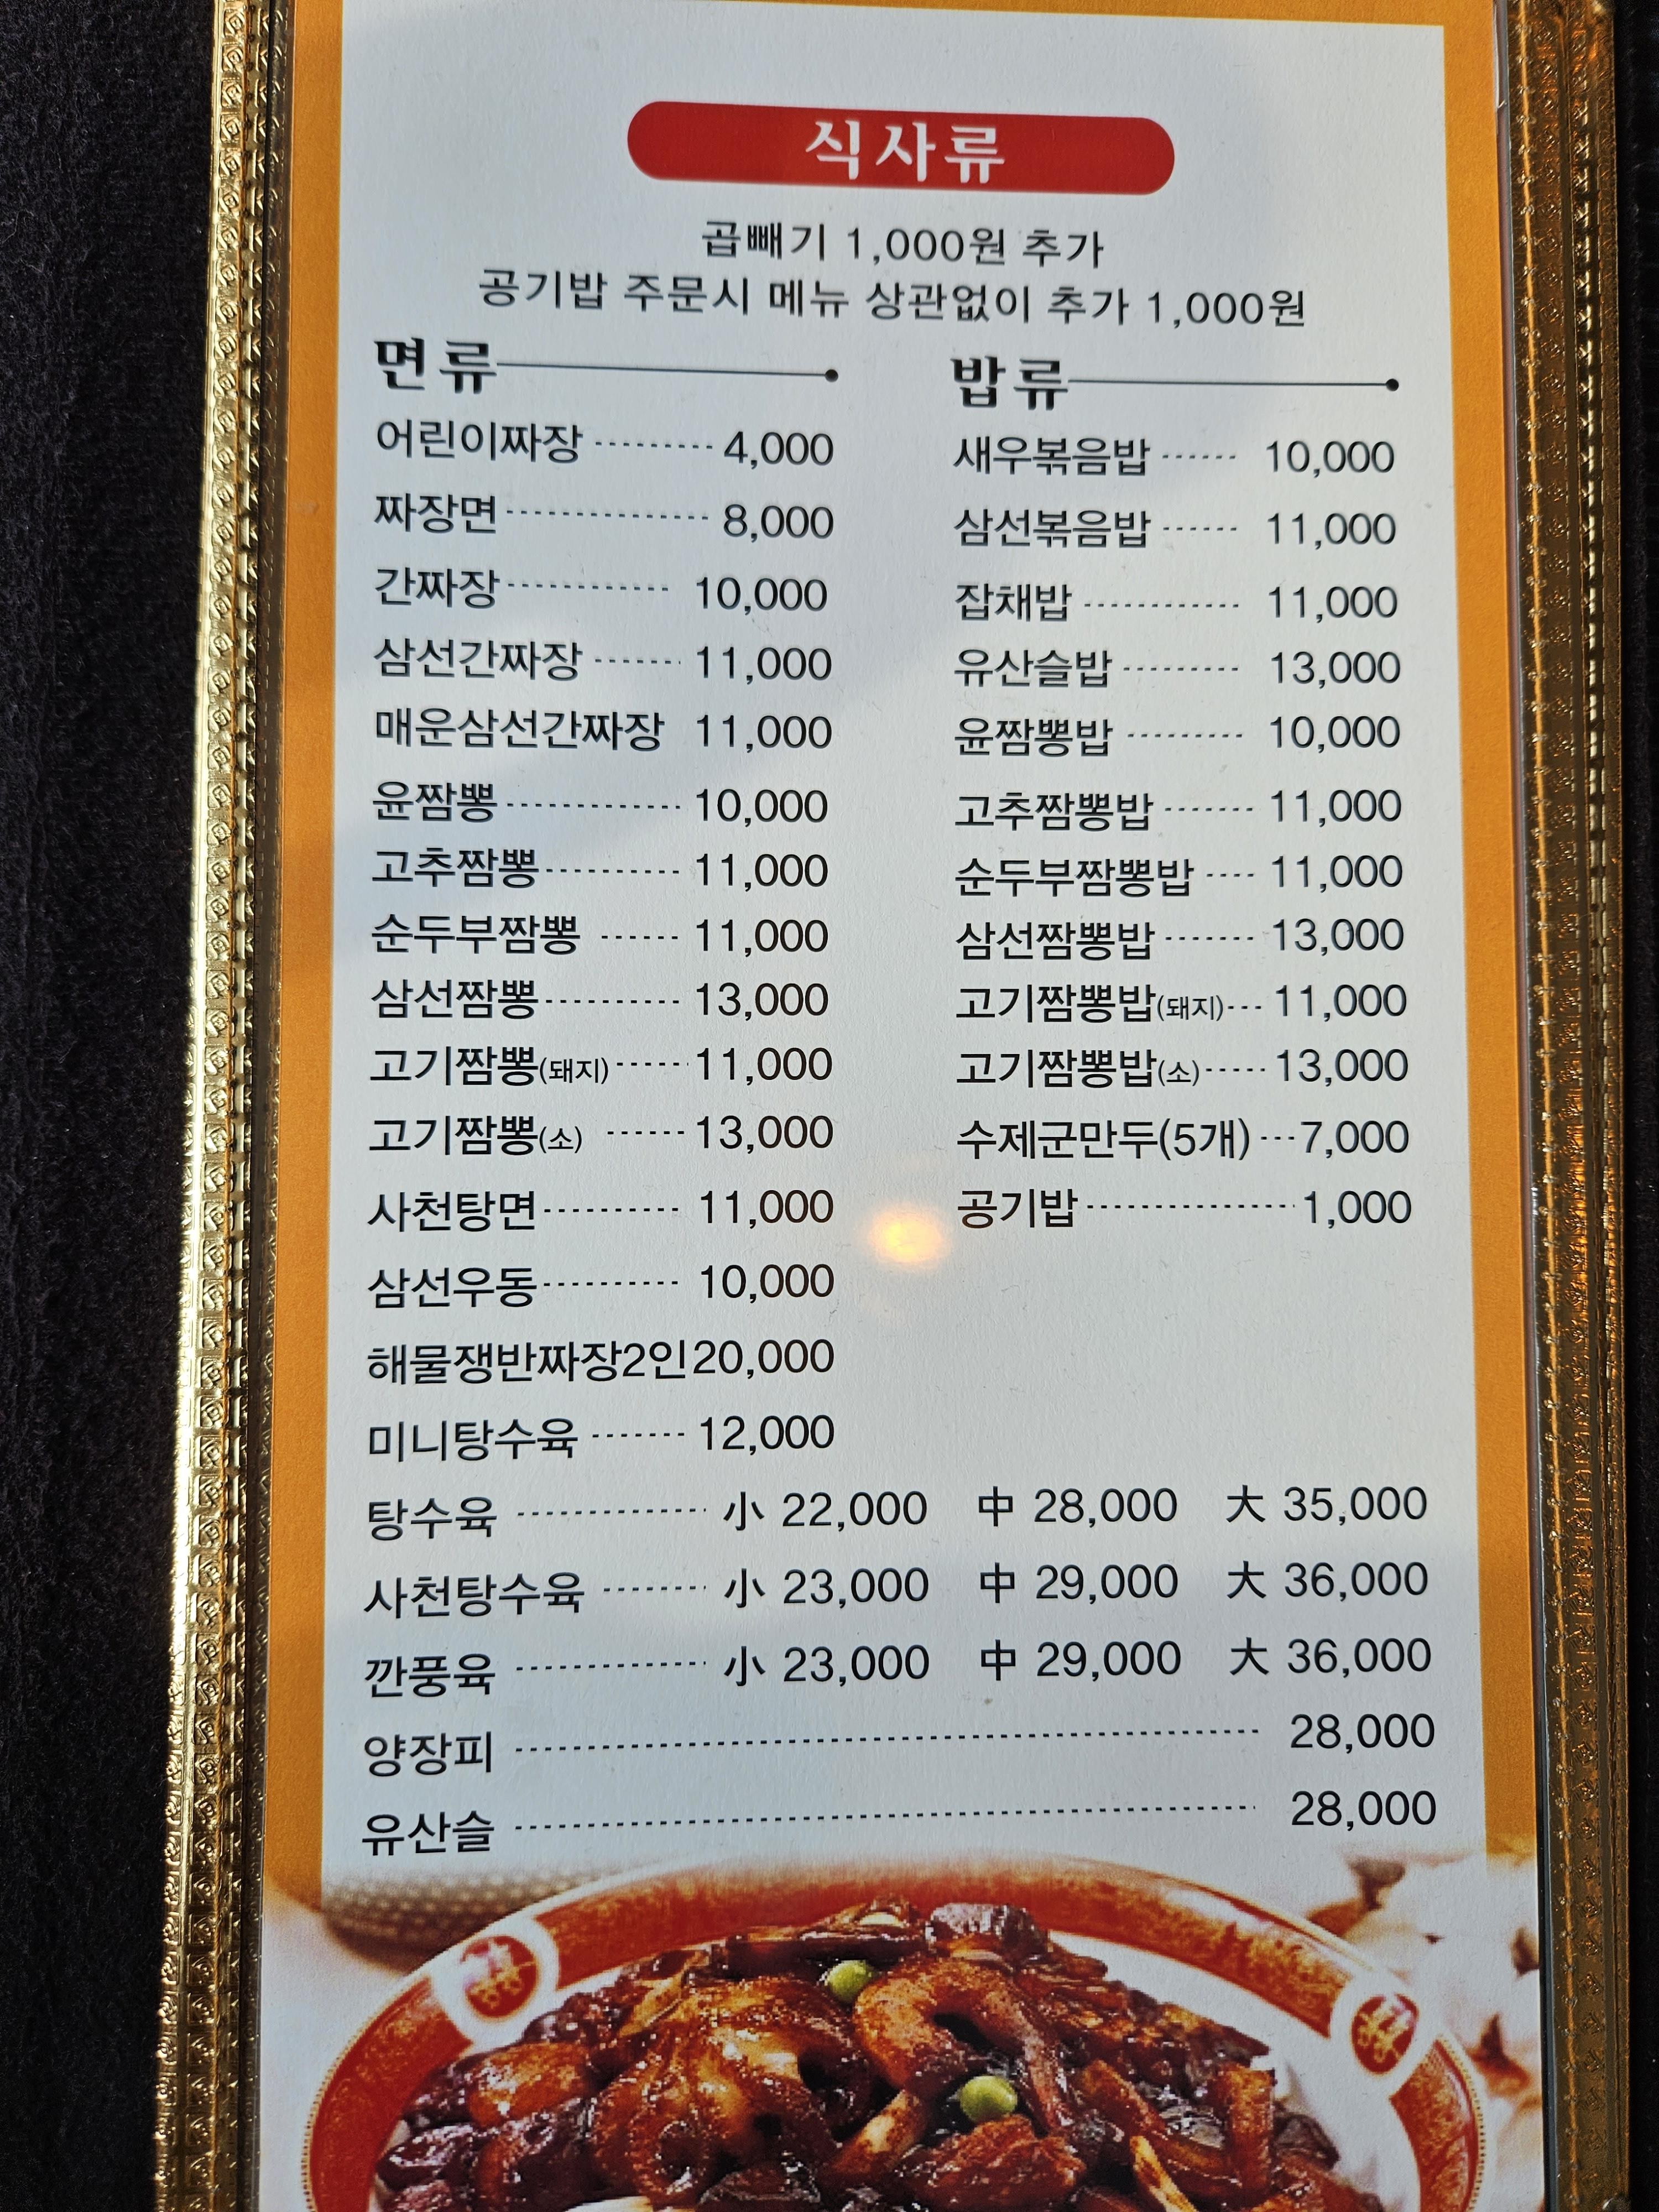 식사류
곱빼기 1,000원 추가
공기밥 주문시 메뉴 상관없이 추가 1,000원
면류
어린이짜장 --------- 4,000
짜장면 --------------- 8,000
간짜장 ------------ 10,000
삼선간짜장 ------- 11,000
매운삼선간짜장 11,000
윤짬뽕 ------------- 10,000
고추짬뽕 ---------- 11,000
순두부짬뽕 ------ 11,000
삼선짬뽕 ---------- 13,000
고기짬뽕(돼지) ------ 11,000
고기짬뽕(소) ------ 13,000
사천탕면 ---------- 11,000
삼선우동 ---------- 10,000
해물쟁반짜장2인 20,000
미니탕수육 ------- 12,000
밥류
새우볶음밥 ------ 10,000
삼선볶음밥 ------ 11,000
잡채밥 ------------ 11,000
유산슬밥 --------- 13,000
윤짬뽕밥 --------- 10,000
고추짬뽕밥 ------- 11,000
순두부짬뽕밥 ---- 11,000
삼선짬뽕밥 ------- 13,000
고기짬뽕밥(돼지) --- 11,000
고기짬뽕밥(소) ----- 13,000
수제군만두(5개) --- 7,000
공기밥 --------------- 1,000
탕수육 -------------- 小 22,000 中 28,000 大 35,000
사천탕수육 -------- 小 23,000 中 29,000 大 36,000
깐풍육 -------------- 小 23,000 中 29,000 大 36,000
양장피 ------------------------------------------------ 28,000
유산슬 ------------------------------------------------ 28,000